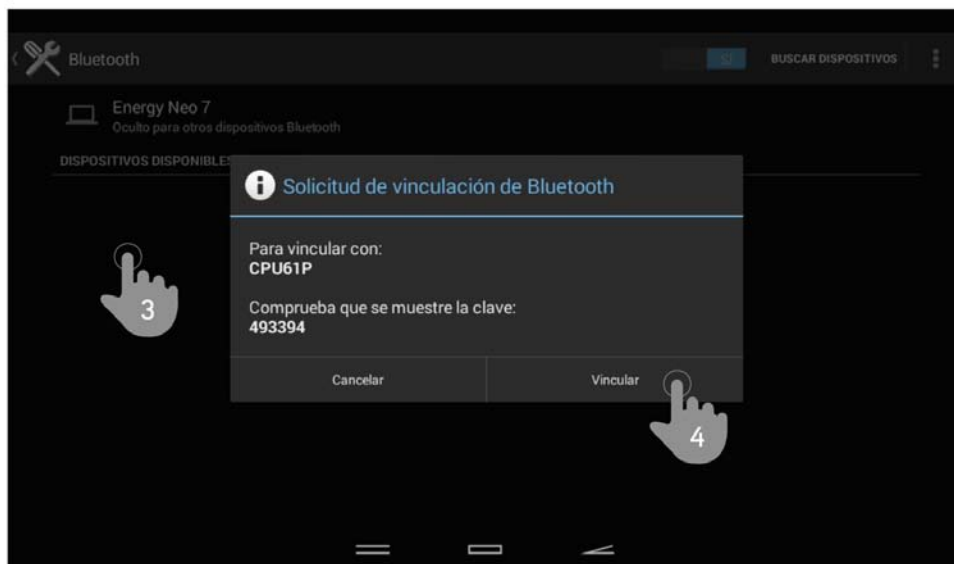 Bluetooth
SÍ
BUSCAR DISPOSITIVOS
Energy Neo 7
Oculto para otros dispositivos Bluetooth
DISPOSITIVOS DISPONIBLES
Solicitud de vinculación de Bluetooth
Para vincular con:
CPU61P
Comprueba que se muestre la clave:
493394
Cancelar
Vincular
3
4